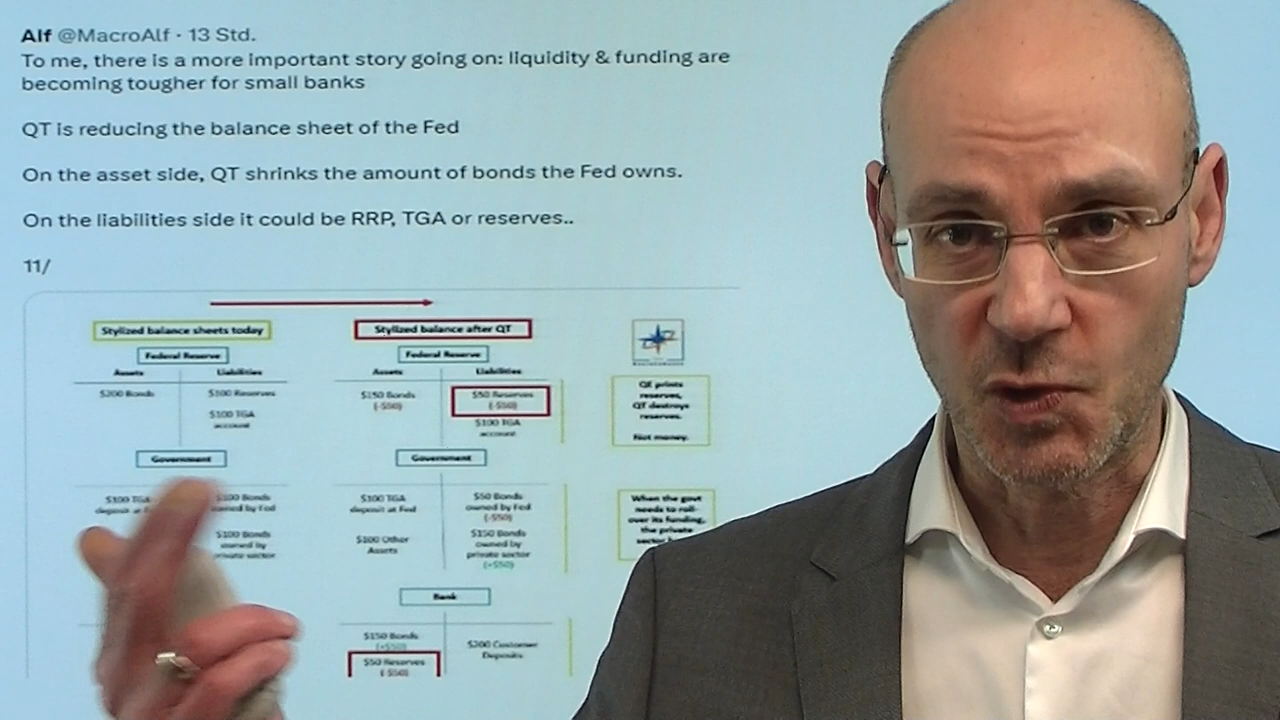 Alf @MacroAlf · 13 Std.
To me, there is a more important story going on: liquidity & funding are
becoming tougher for small banks
QT is reducing the balance sheet of the Fed
On the asset side, QT shrinks the amount of bonds the Fed owns.
On the liabilities side it could be RRP, TGA or reserves..
11/
Stylized balance sheets today
Federal Reserve
Assets
Liabilities
$200 Bonds
$100 Reserves
$100 TGA
account
Government
$100 TGA
deposit at
$100 Bonds
owned by Fed
$100 Bonds
owned by
private sector
Stylized balance after QT
Federal Reserve
Assets
Liabilities
$150 Bonds
(-$50)
$50 Reserves
(-$50)
$100 TGA
account
Government
$100 TGA
deposit at Fed
$100 Other
Assets
$50 Bonds
owned by Fed
(-$50)
$150 Bonds
owned by
private sector
(+$50)
Bank
$150 Bonds
(+$50)
$50 Reserves
(-$50)
$200 Customer
Deposits
QE prints
reserves,
QT destroys
reserves.
Not money.
When the govt
needs to roll-
over its funding,
the private
sector